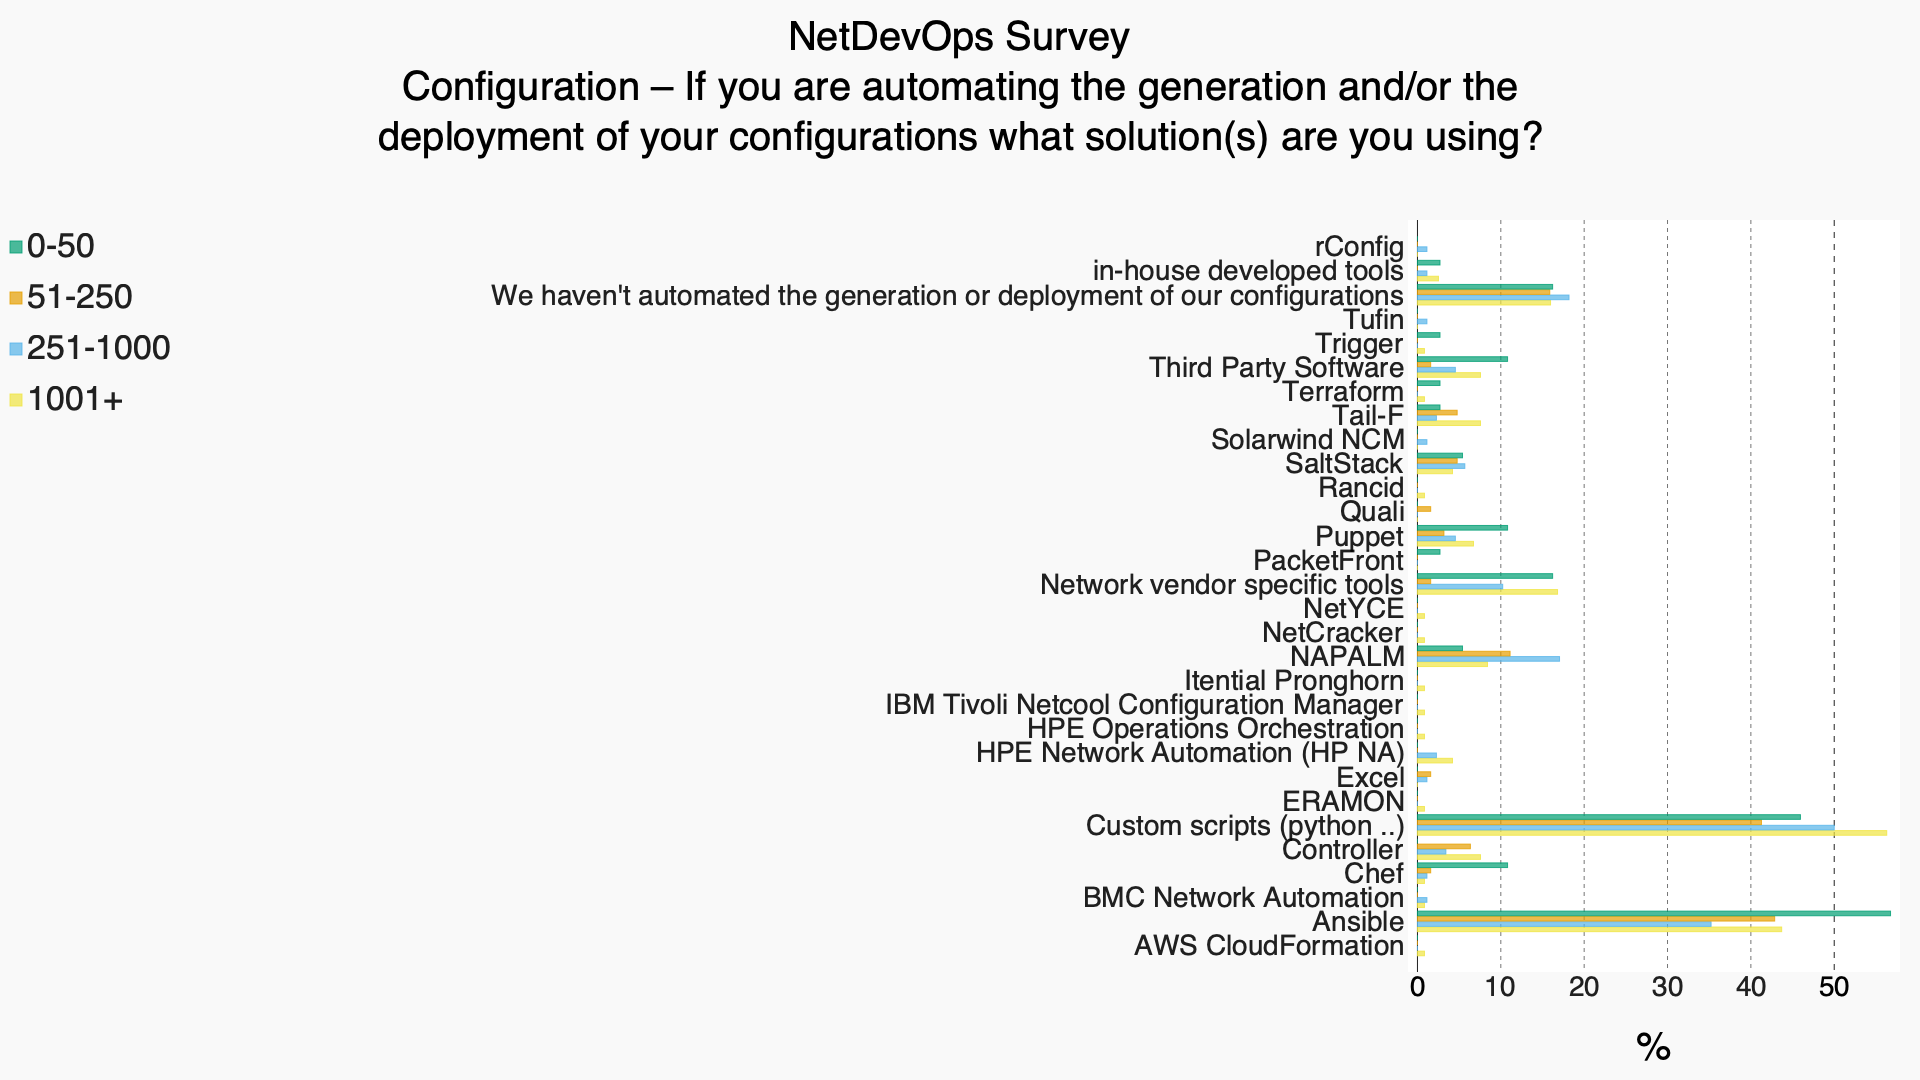 NetDevOps Survey
Configuration – If you are automating the generation and/or the
deployment of your configurations what solution(s) are you using?
0-50
51-250
251-1000
1001+
rConfig
in-house developed tools
We haven't automated the generation or deployment of our configurations
Tufin
Trigger
Third Party Software
Terraform
Tail-F
Solarwind NCM
SaltStack
Rancid
Quali
Puppet
PacketFront
Network vendor specific tools
NetYCE
NetCracker
NAPALM
Itential Pronghorn
IBM Tivoli Netcool Configuration Manager
HPE Operations Orchestration
HPE Network Automation (HP NA)
Excel
ERAMON
Custom scripts (python ..)
Controller
Chef
BMC Network Automation
Ansible
AWS CloudFormation
0 10 20 30 40 50
%